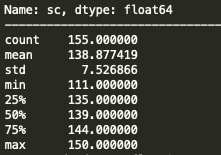 Name: sc, dtype: float64
--------------------------------
count 155.000000
mean 138.877419
std 7.526866
min 111.000000
25% 135.000000
50% 139.000000
75% 144.000000
max 150.000000